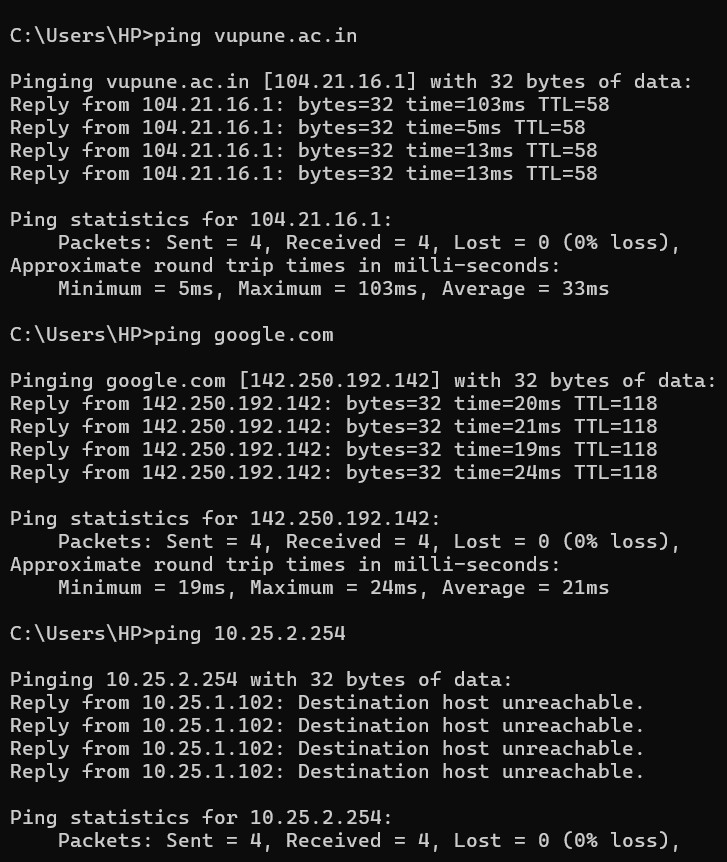 C:\Users\HP>ping vupune.ac.in
Pinging vupune.ac.in [104.21.16.1] with 32 bytes of data:
Reply from 104.21.16.1: bytes=32 time=103ms TTL=58
Reply from 104.21.16.1: bytes=32 time=5ms TTL=58
Reply from 104.21.16.1: bytes=32 time=13ms TTL=58
Reply from 104.21.16.1: bytes=32 time=13ms TTL=58
Ping statistics for 104.21.16.1:
    Packets: Sent = 4, Received = 4, Lost = 0 (0% loss),
Approximate round trip times in milli-seconds:
    Minimum = 5ms, Maximum = 103ms, Average = 33ms
C:\Users\HP>ping google.com
Pinging google.com [142.250.192.142] with 32 bytes of data:
Reply from 142.250.192.142: bytes=32 time=20ms TTL=118
Reply from 142.250.192.142: bytes=32 time=21ms TTL=118
Reply from 142.250.192.142: bytes=32 time=19ms TTL=118
Reply from 142.250.192.142: bytes=32 time=24ms TTL=118
Ping statistics for 142.250.192.142:
    Packets: Sent = 4, Received = 4, Lost = 0 (0% loss),
Approximate round trip times in milli-seconds:
    Minimum = 19ms, Maximum = 24ms, Average = 21ms
C:\Users\HP>ping 10.25.2.254
Pinging 10.25.2.254 with 32 bytes of data:
Reply from 10.25.1.102: Destination host unreachable.
Reply from 10.25.1.102: Destination host unreachable.
Reply from 10.25.1.102: Destination host unreachable.
Reply from 10.25.1.102: Destination host unreachable.
Ping statistics for 10.25.2.254:
    Packets: Sent = 4, Received = 4, Lost = 0 (0% loss),